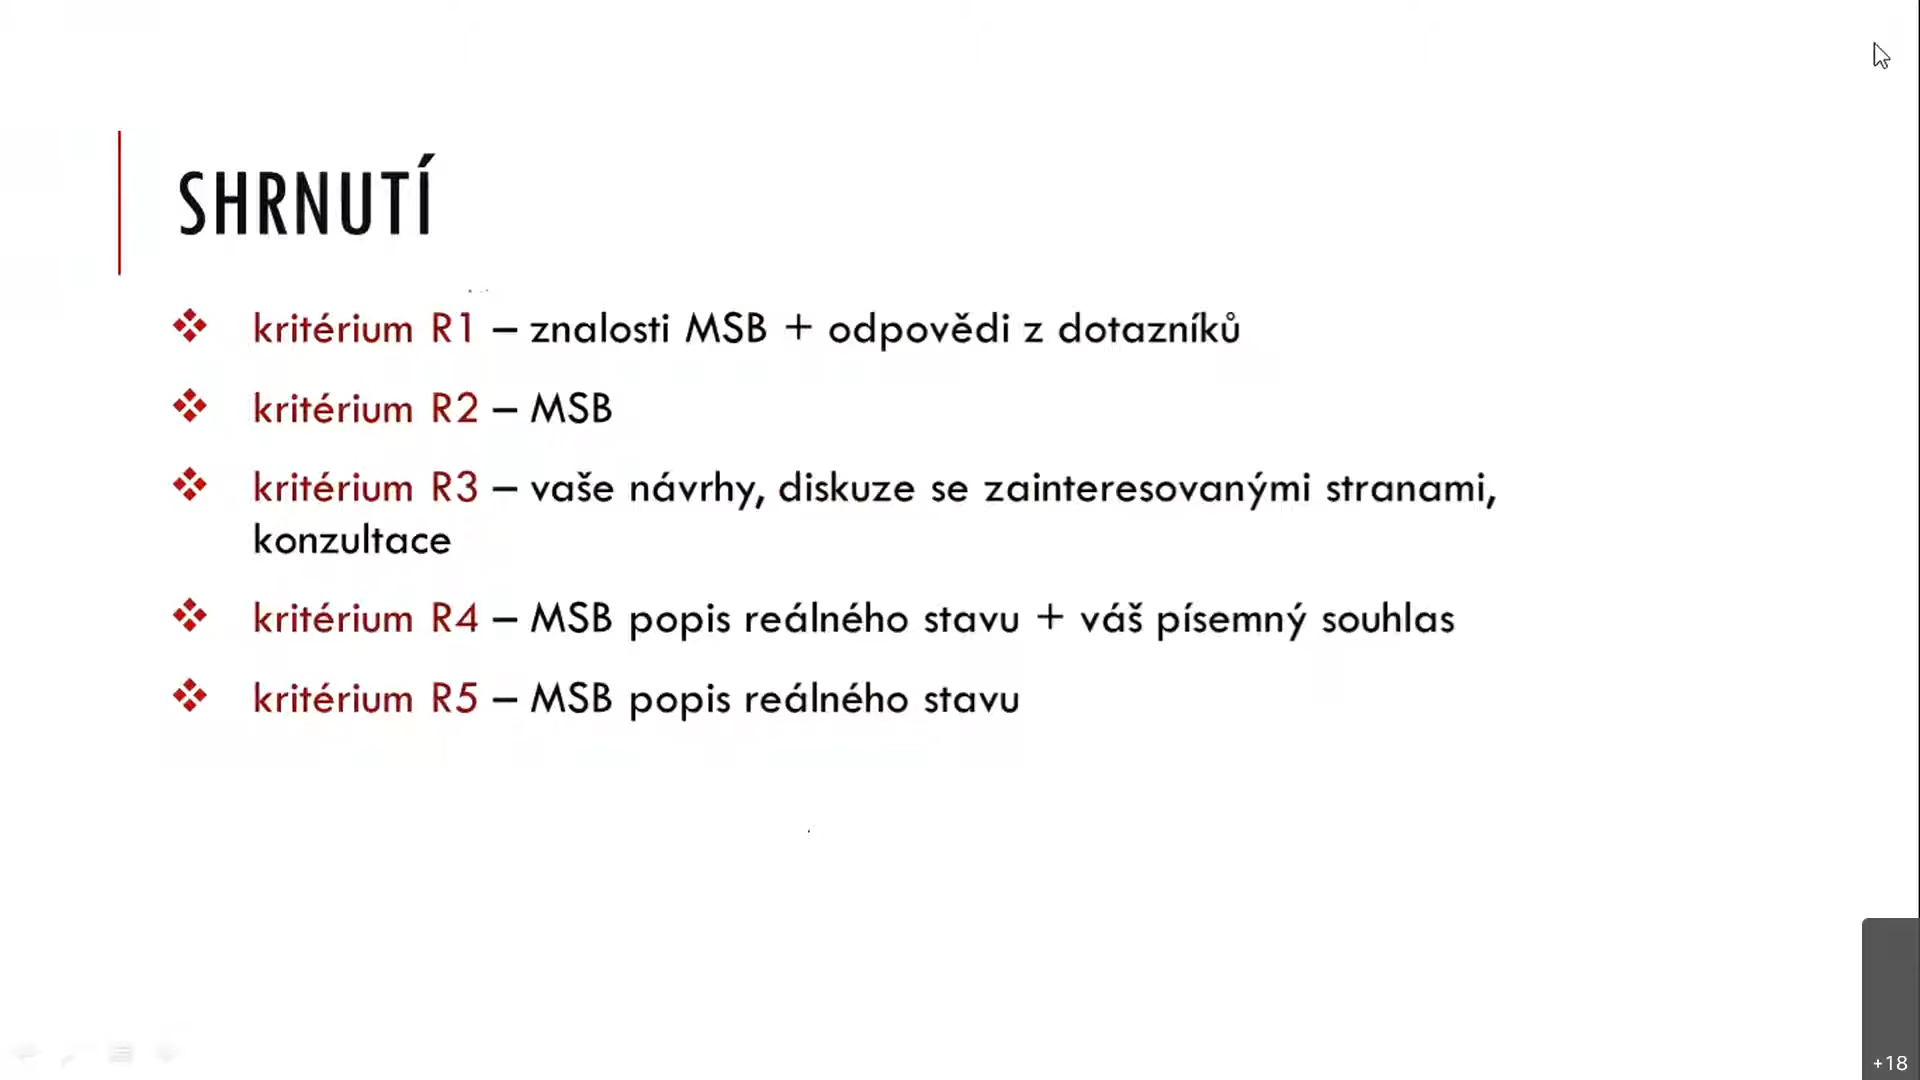 SHRNUTÍ
kritérium R1 – znalosti MSB + odpovědi z dotazníků
kritérium R2 – MSB
kritérium R3 – vaše návrhy, diskuze se zainteresovanými stranami,
konzultace
kritérium R4 – MSB popis reálného stavu + váš písemný souhlas
kritérium R5 – MSB popis reálného stavu
+18